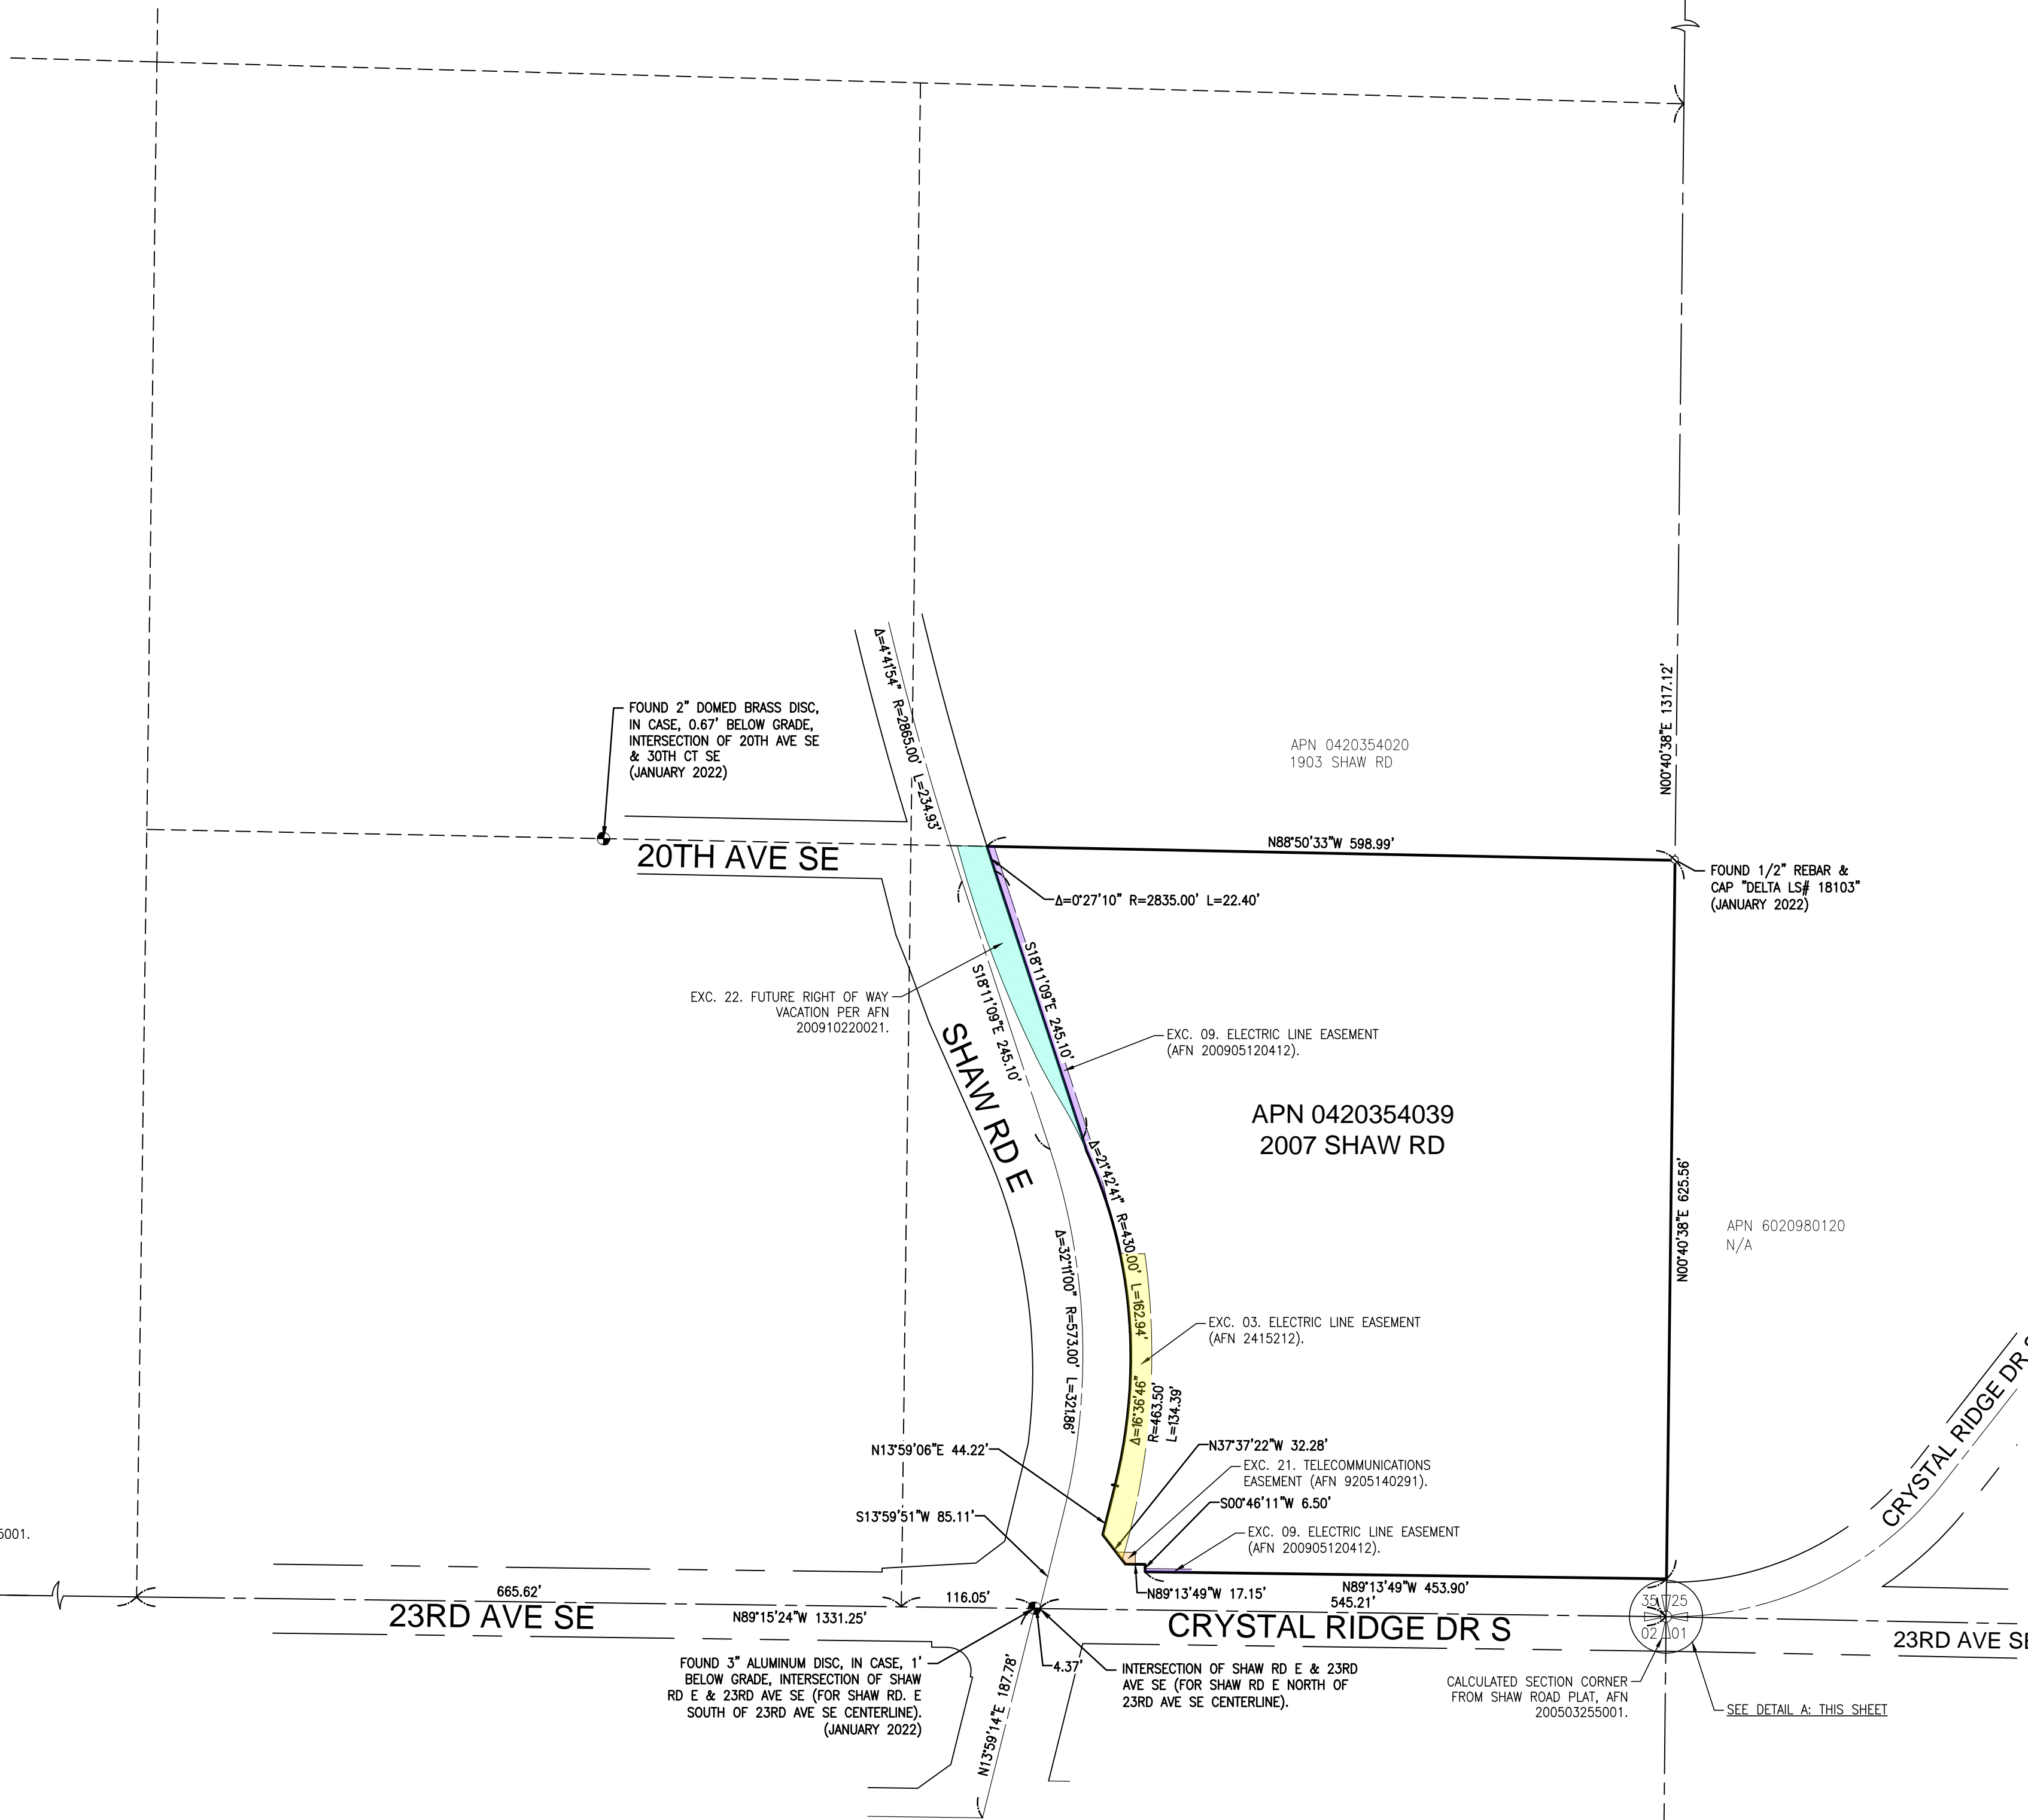 Δ=4°41'54" R=2865.00' L=234.93'
FOUND 2" DOMED BRASS DISC,
IN CASE, 0.67' BELOW GRADE,
INTERSECTION OF 20TH AVE SE
& 30TH CT SE
(JANUARY 2022)
APN 0420354020
1903 SHAW RD
N00°40'38"E 1317.12'
20TH AVE SE
N88°50'33"W 598.99'
FOUND 1/2" REBAR &
CAP "DELTA LS# 18103"
(JANUARY 2022)
Δ=0°27'10" R=2835.00' L=22.40'
S18°11'09"E 245.10'
S18°11'09"E 245.10'
EXC. 22. FUTURE RIGHT OF WAY
VACATION PER AFN
200910220021.
SHAW RD E
EXC. 09. ELECTRIC LINE EASEMENT
(AFN 200905120412).
APN 0420354039
2007 SHAW RD
Δ=21°42'41" R=430.00' L=162.94'
N00°40'38"E 625.56'
APN 6020980120
N/A
Δ=32°11'00" R=573.00' L=321.86'
EXC. 03. ELECTRIC LINE EASEMENT
(AFN 2415212).
Δ=16°36'46"
R=463.50'
L=134.39'
CRYSTAL RIDGE DR S
N13°59'06"E 44.22'
N37°37'22"W 32.28'
EXC. 21. TELECOMMUNICATIONS
EASEMENT (AFN 9205140291).
S00°46'11"W 6.50'
S13°59'51"W 85.11'
EXC. 09. ELECTRIC LINE EASEMENT
(AFN 200905120412).
5001.
665.62'
116.05'
N89°13'49"W 17.15'
N89°13'49"W 453.90'
545.21'
35 25
02 01
23RD AVE SE
N89°15'24"W 1331.25'
CRYSTAL RIDGE DR S
23RD AVE SE
FOUND 3" ALUMINUM DISC, IN CASE, 1'
BELOW GRADE, INTERSECTION OF SHAW
RD E & 23RD AVE SE (FOR SHAW RD. E
SOUTH OF 23RD AVE SE CENTERLINE).
(JANUARY 2022)
N13°59'14"E 187.78'
4.37'
INTERSECTION OF SHAW RD E & 23RD
AVE SE (FOR SHAW RD E NORTH OF
23RD AVE SE CENTERLINE).
CALCULATED SECTION CORNER
FROM SHAW ROAD PLAT, AFN
200503255001.
SEE DETAIL A: THIS SHEET